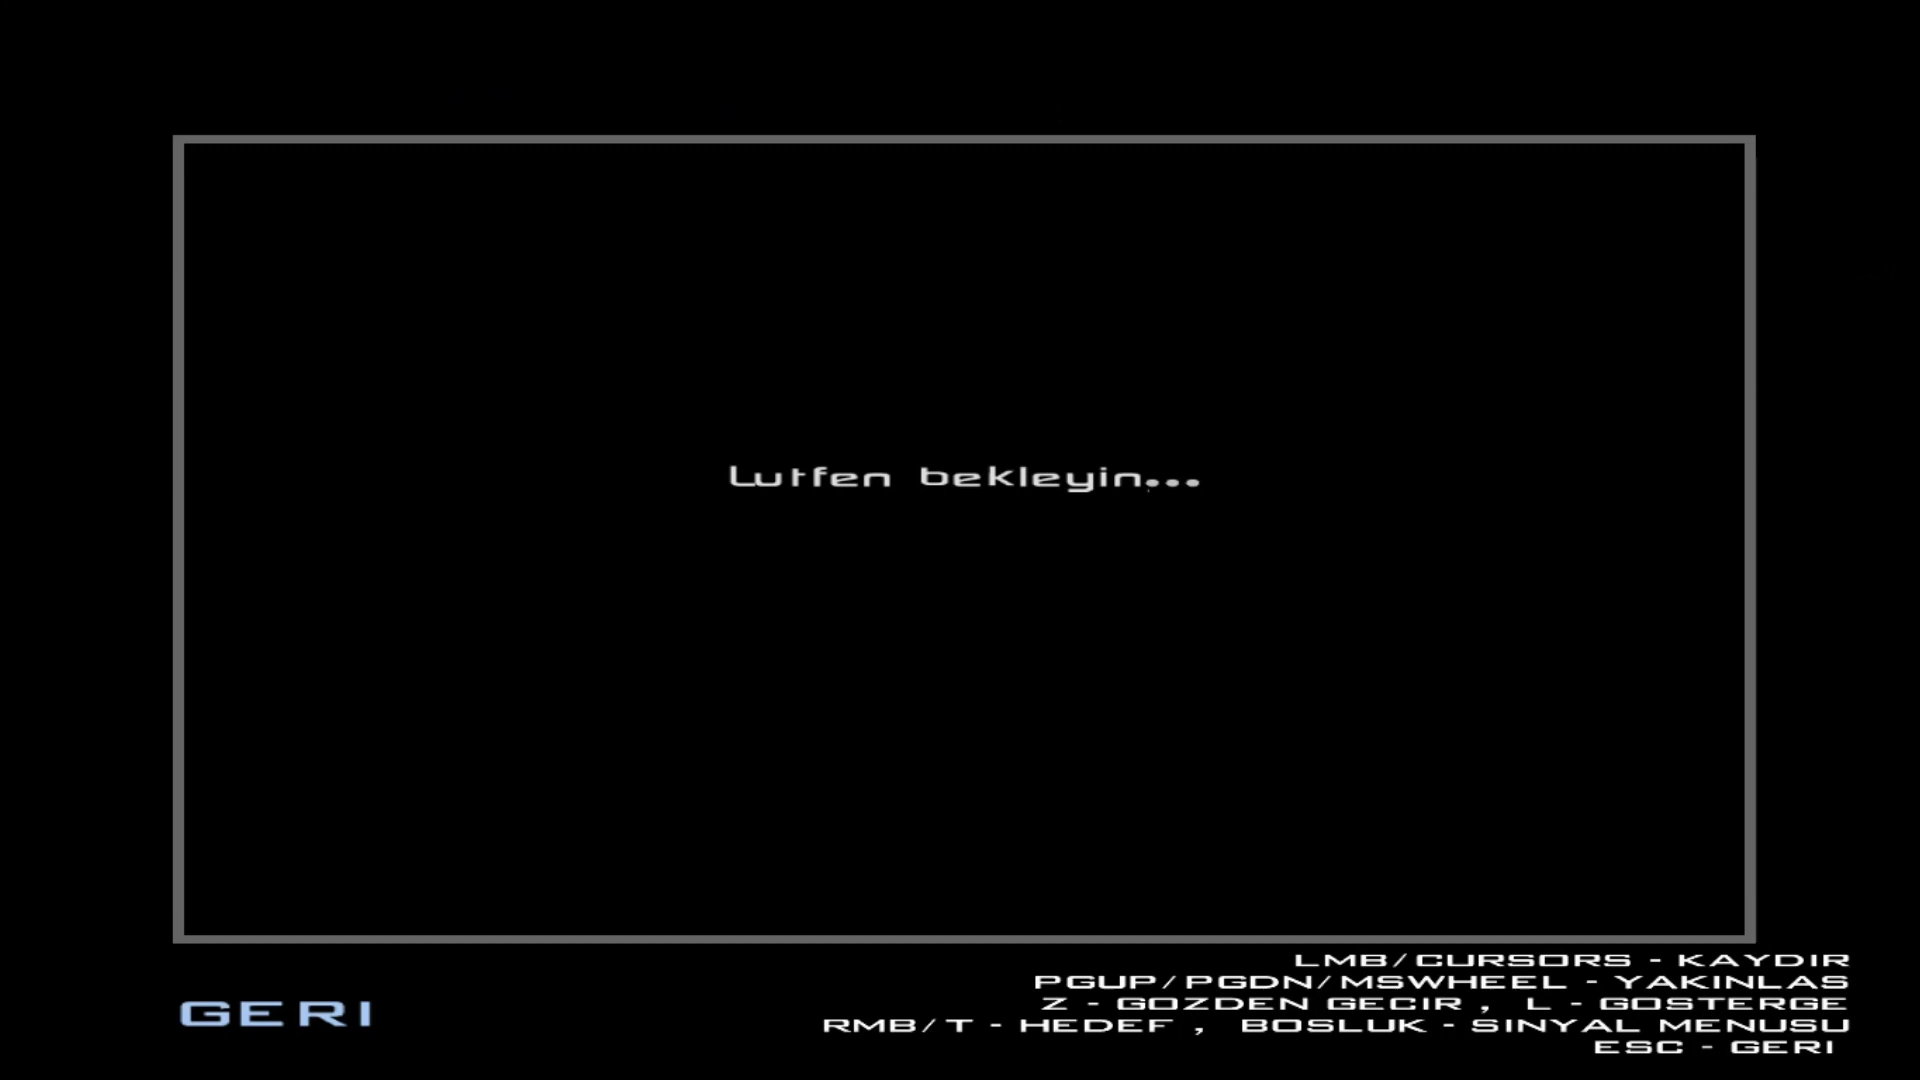 Lutfen bekleyin...
LMB/CURSORS - KAYDIR
PGUP/PGDN/MSWHEEL - YAKINLAS
Z - GOZDEN GECIR , L - GOSTERGE
RMB/T - HEDEF , BOSLUK - SINYAL MENUSU
ESC - GERI
GERI